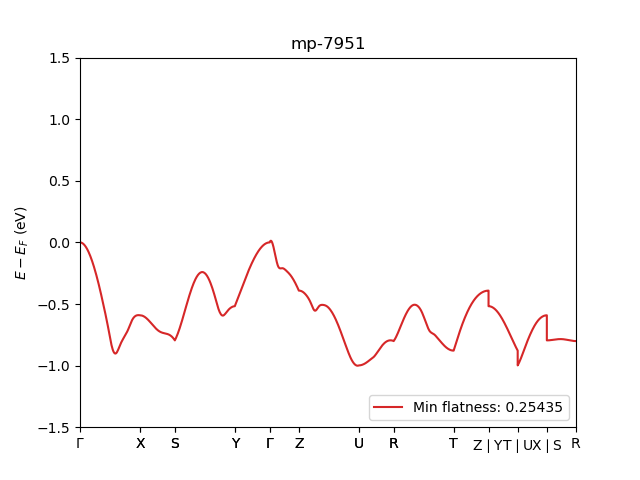 mp-7951
E − E_F (eV)
1.5
1.0
0.5
0.0
−0.5
−1.0
−1.5
Min flatness: 0.25435
Γ X S Y Γ Z U R T Z | YT | UX | S R